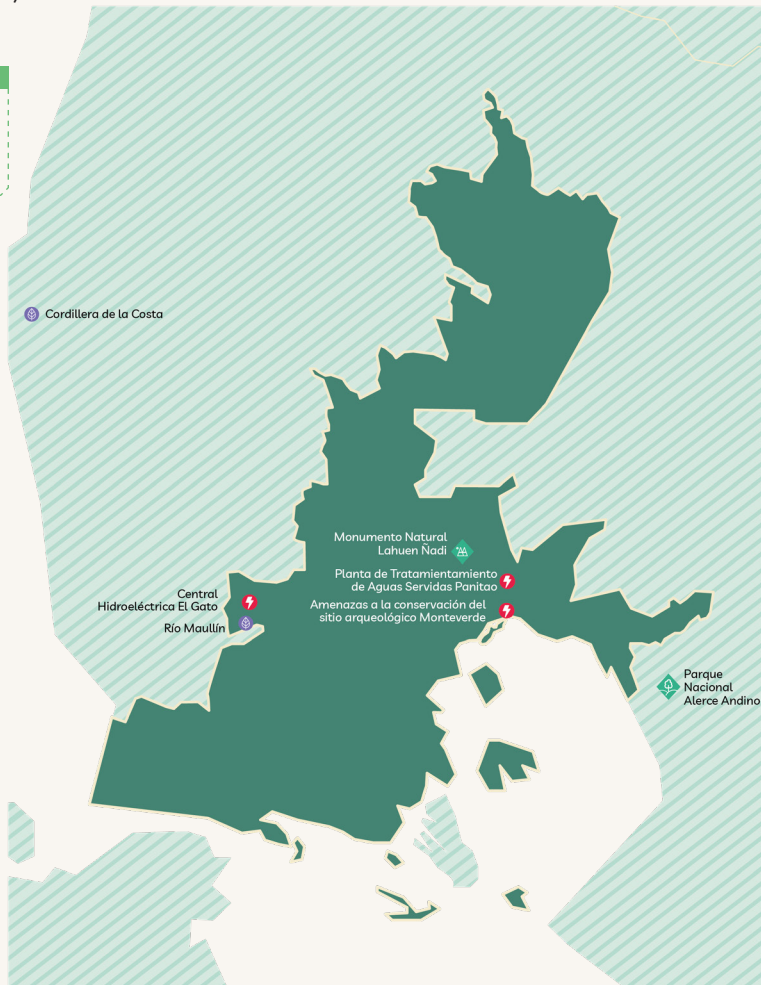 Cordillera de la Costa
Monumento Natural
Lahuen Ñadi
Planta de Tratamientamiento
de Aguas Servidas Panitao
Central
Hidroeléctrica El Gato
Amenazas a la conservación del
sitio arqueológico Monteverde
Río Maullín
Parque
Nacional
Alerce Andino